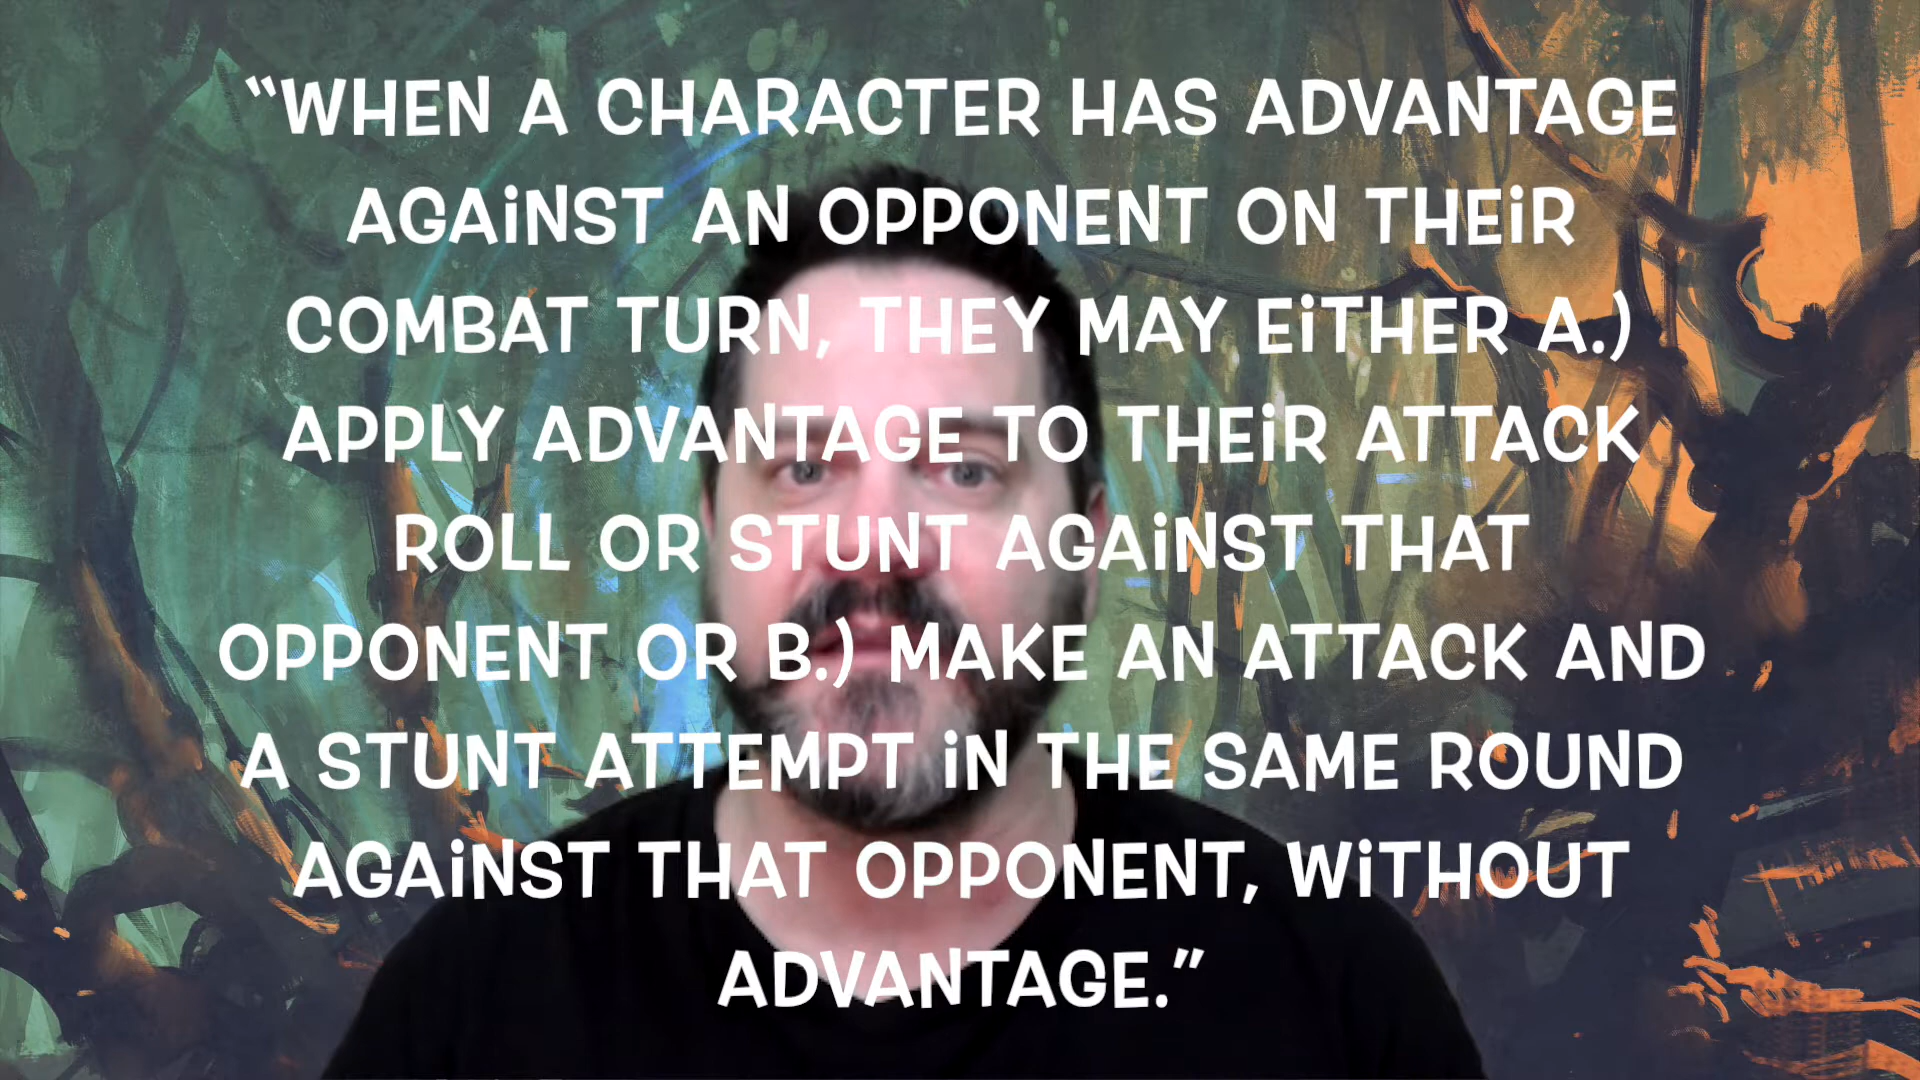 “WHEN A CHARACTER HAS ADVANTAGE
AGAiNST AN OPPONENT ON THEiR
COMBAT TURN, THEY MAY EiTHER A.)
APPLY ADVANTAGE TO THEiR ATTACK
ROLL OR STUNT AGAiNST THAT
OPPONENT OR B.) MAKE AN ATTACK AND
A STUNT ATTEMPT iN THE SAME ROUND
AGAiNST THAT OPPONENT, WiTHOUT
ADVANTAGE.”